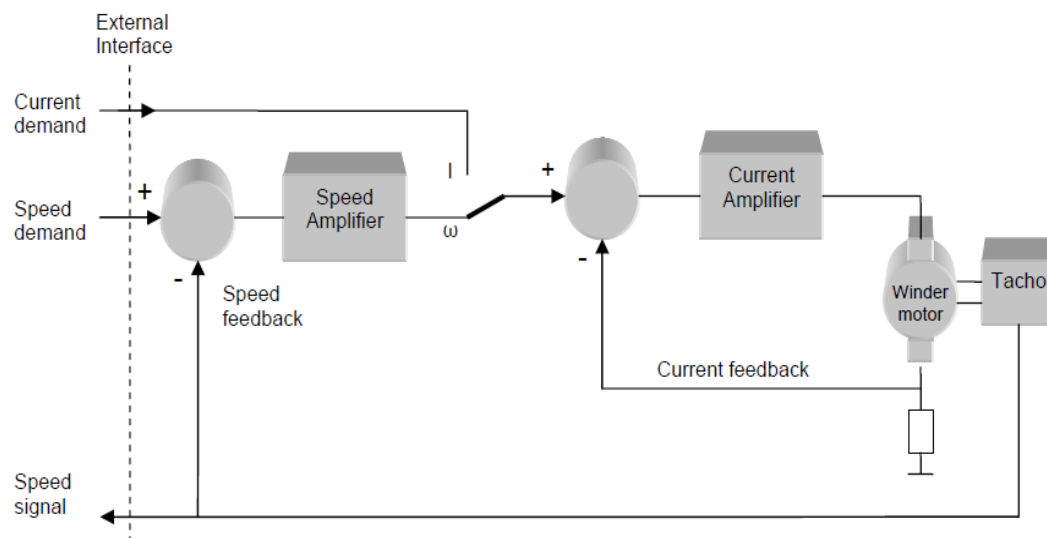 External
Interface
Current
demand
I
+
Speed
Amplifier
+
Current
Amplifier
Speed
demand
ω
-
-
Speed
feedback
Winder
motor
Tacho
Current feedback
Speed
signal